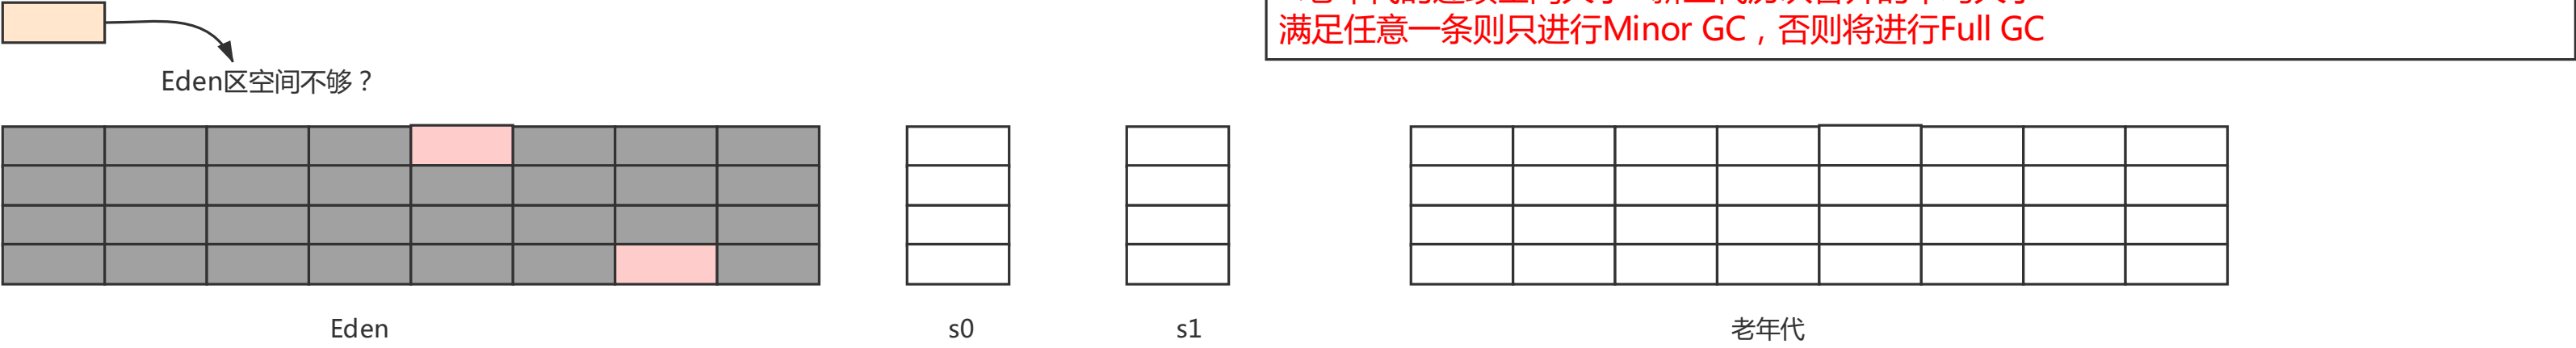 满足任意一条则只进行Minor GC，否则将进行Full GC
Eden区空间不够？
Eden
s0
s1
老年代